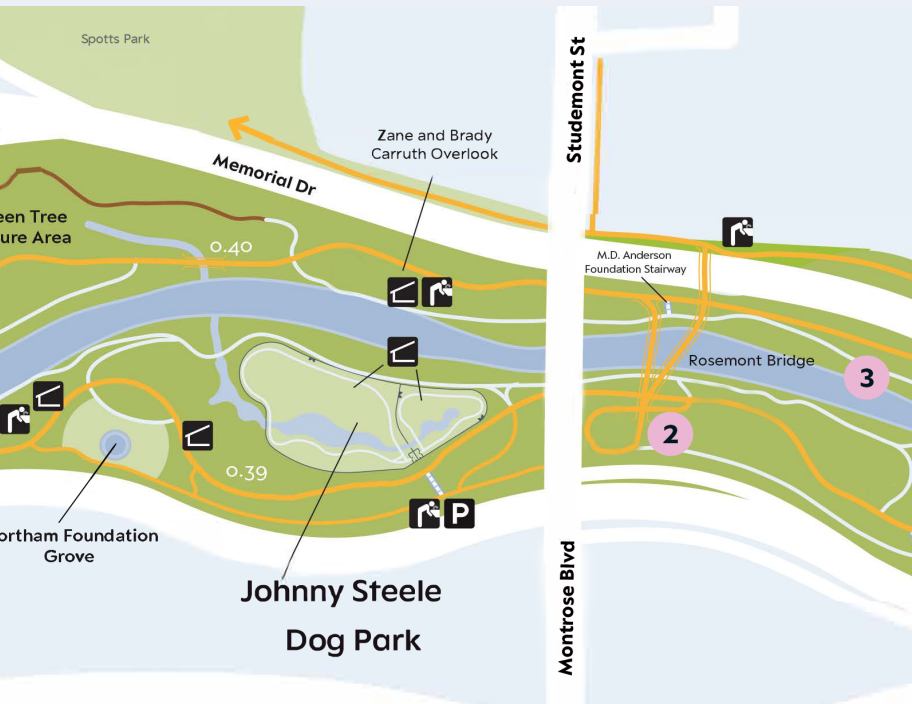 Spotts Park
Studemont St
Zane and Brady
Carruth Overlook
Memorial Dr
een Tree
ure Area
0.40
M.D. Anderson
Foundation Stairway
Rosemont Bridge
3
2
0.39
P
ortham Foundation
Grove
Johnny Steele
Dog Park
Montrose Blvd